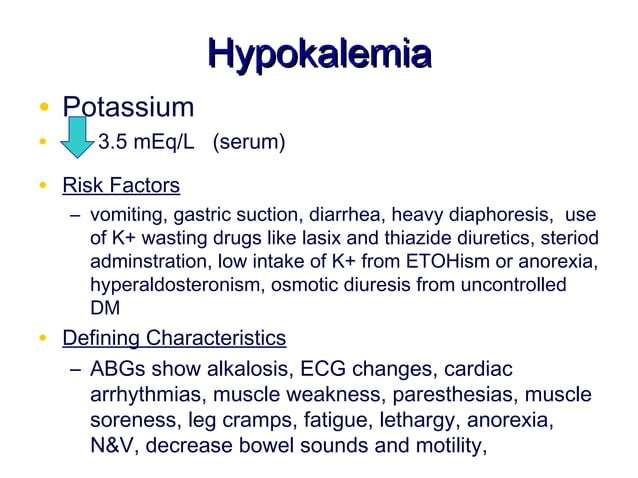 Hypokalemia
• Potassium
• 3.5 mEq/L (serum)
• Risk Factors
– vomiting, gastric suction, diarrhea, heavy diaphoresis, use
of K+ wasting drugs like lasix and thiazide diuretics, steriod
adminstration, low intake of K+ from ETOHism or anorexia,
hyperaldosteronism, osmotic diuresis from uncontrolled
DM
• Defining Characteristics
– ABGs show alkalosis, ECG changes, cardiac
arrhythmias, muscle weakness, paresthesias, muscle
soreness, leg cramps, fatigue, lethargy, anorexia,
N&V, decrease bowel sounds and motility,